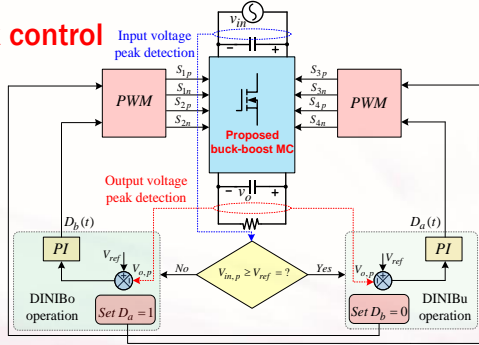 control
v_in
Input voltage
peak detection
PWM
S_1p
S_1n
S_2p
S_2n
Proposed
buck-boost MC
S_3p
S_3n
S_4p
S_4n
PWM
Output voltage
peak detection
v_o
D_b(t)
D_a(t)
PI
V_ref
V_o,p
DINIBo
operation
Set D_a = 1
No
V_in,p ≥ V_ref = ?
Yes
PI
V_ref
V_o,p
DINIBu
operation
Set D_b = 0